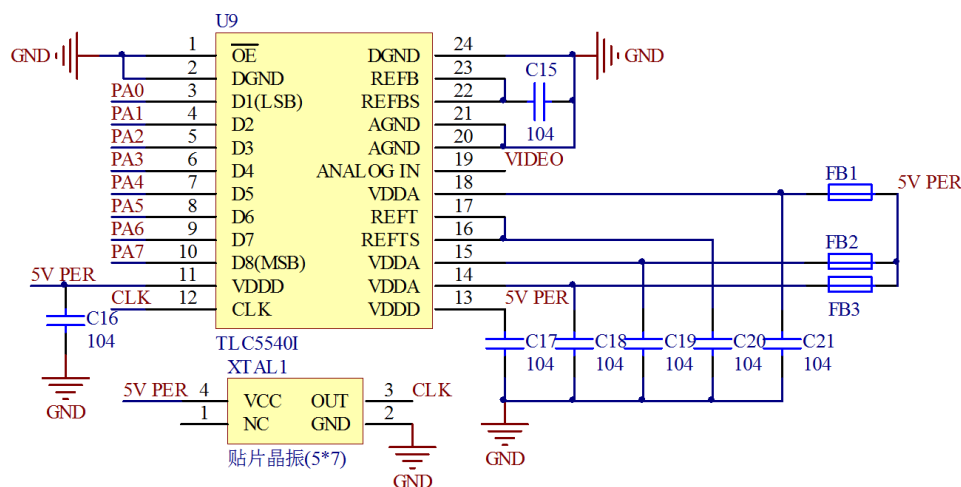 U9
GND
1 OE DGND 24
GND
2 DGND REFB 23
PA0 3 D1(LSB) REFBS 22
C15
104
PA1 4 D2 AGND 21
PA2 5 D3 AGND 20
VIDEO
PA3 6 D4 ANALOG IN 19
PA4 7 D5 VDDA 18
FB1
5V PER
PA5 8 D6 REFT 17
PA6 9 D7 REFTS 16
PA7 10 D8(MSB) VDDA 15
FB2
5V PER 11 VDDD VDDA 14
FB3
CLK 12 CLK VDDD 13
5V PER
C16
104
GND
TLC5540I
C17
104
C18
104
C19
104
C20
104
C21
104
GND
XTAL1
5V PER 4 VCC OUT 3 CLK
1 NC GND 2
GND
贴片晶振(5*7)